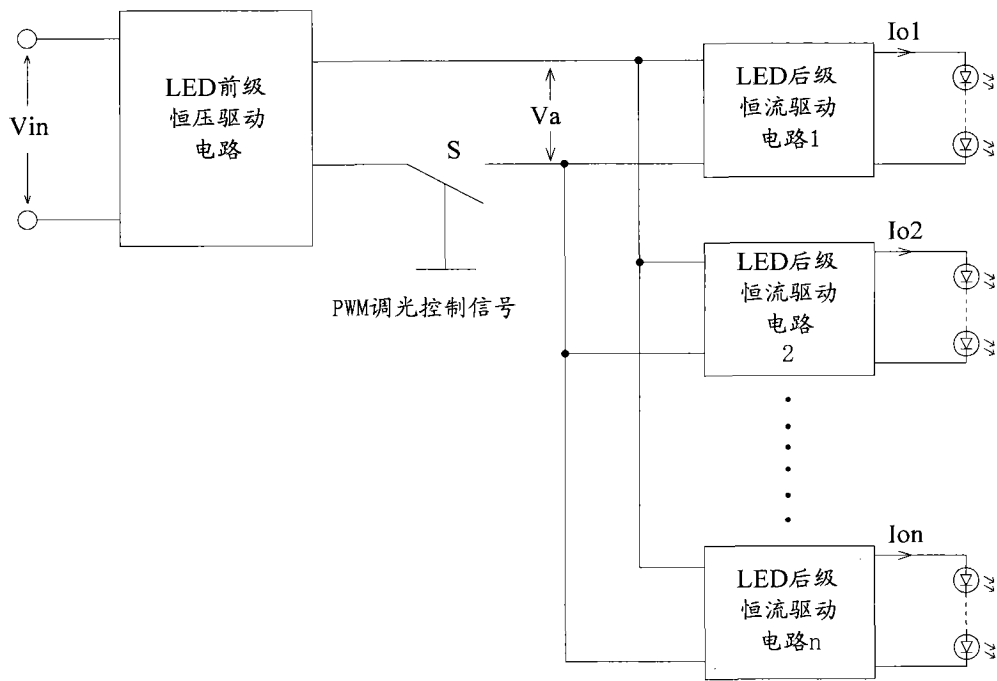 Vin
LED前级
恒压驱动
电路
S
PWM调光控制信号
Va
LED后级
恒流驱动
电路1
Io1
LED后级
恒流驱动
电路
2
Io2
LED后级
恒流驱动
电路n
Ion